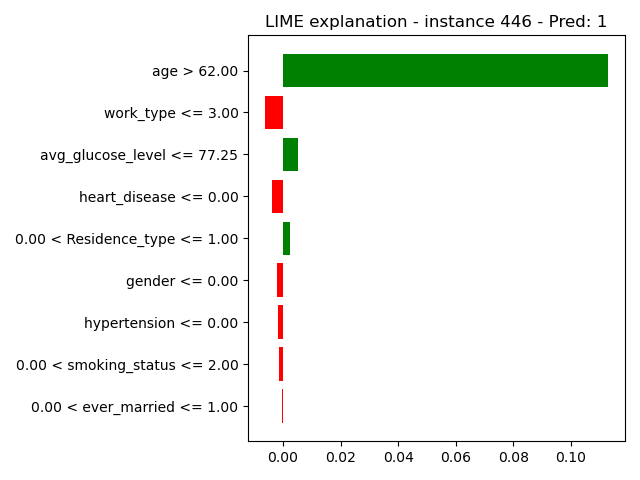 LIME explanation - instance 446 - Pred: 1
age > 62.00
work_type <= 3.00
avg_glucose_level <= 77.25
heart_disease <= 0.00
0.00 < Residence_type <= 1.00
gender <= 0.00
hypertension <= 0.00
0.00 < smoking_status <= 2.00
0.00 < ever_married <= 1.00
0.00 0.02 0.04 0.06 0.08 0.10